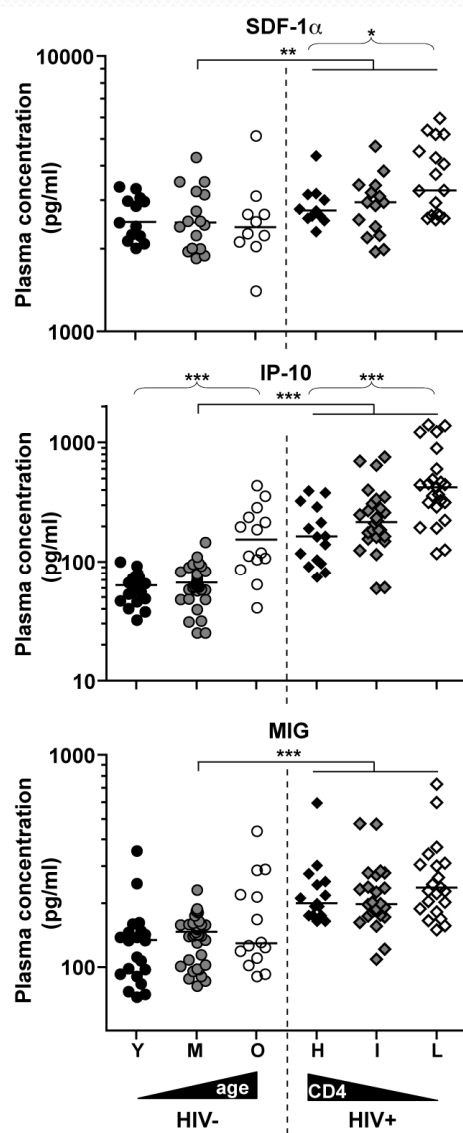 SDF-1α
*
**
10000
1000
Plasma concentration
(pg/ml)
IP-10
***
***
***
1000
100
10
Plasma concentration
(pg/ml)
MIG
***
1000
100
Plasma concentration
(pg/ml)
Y M O H I L
age CD4
HIV- HIV+